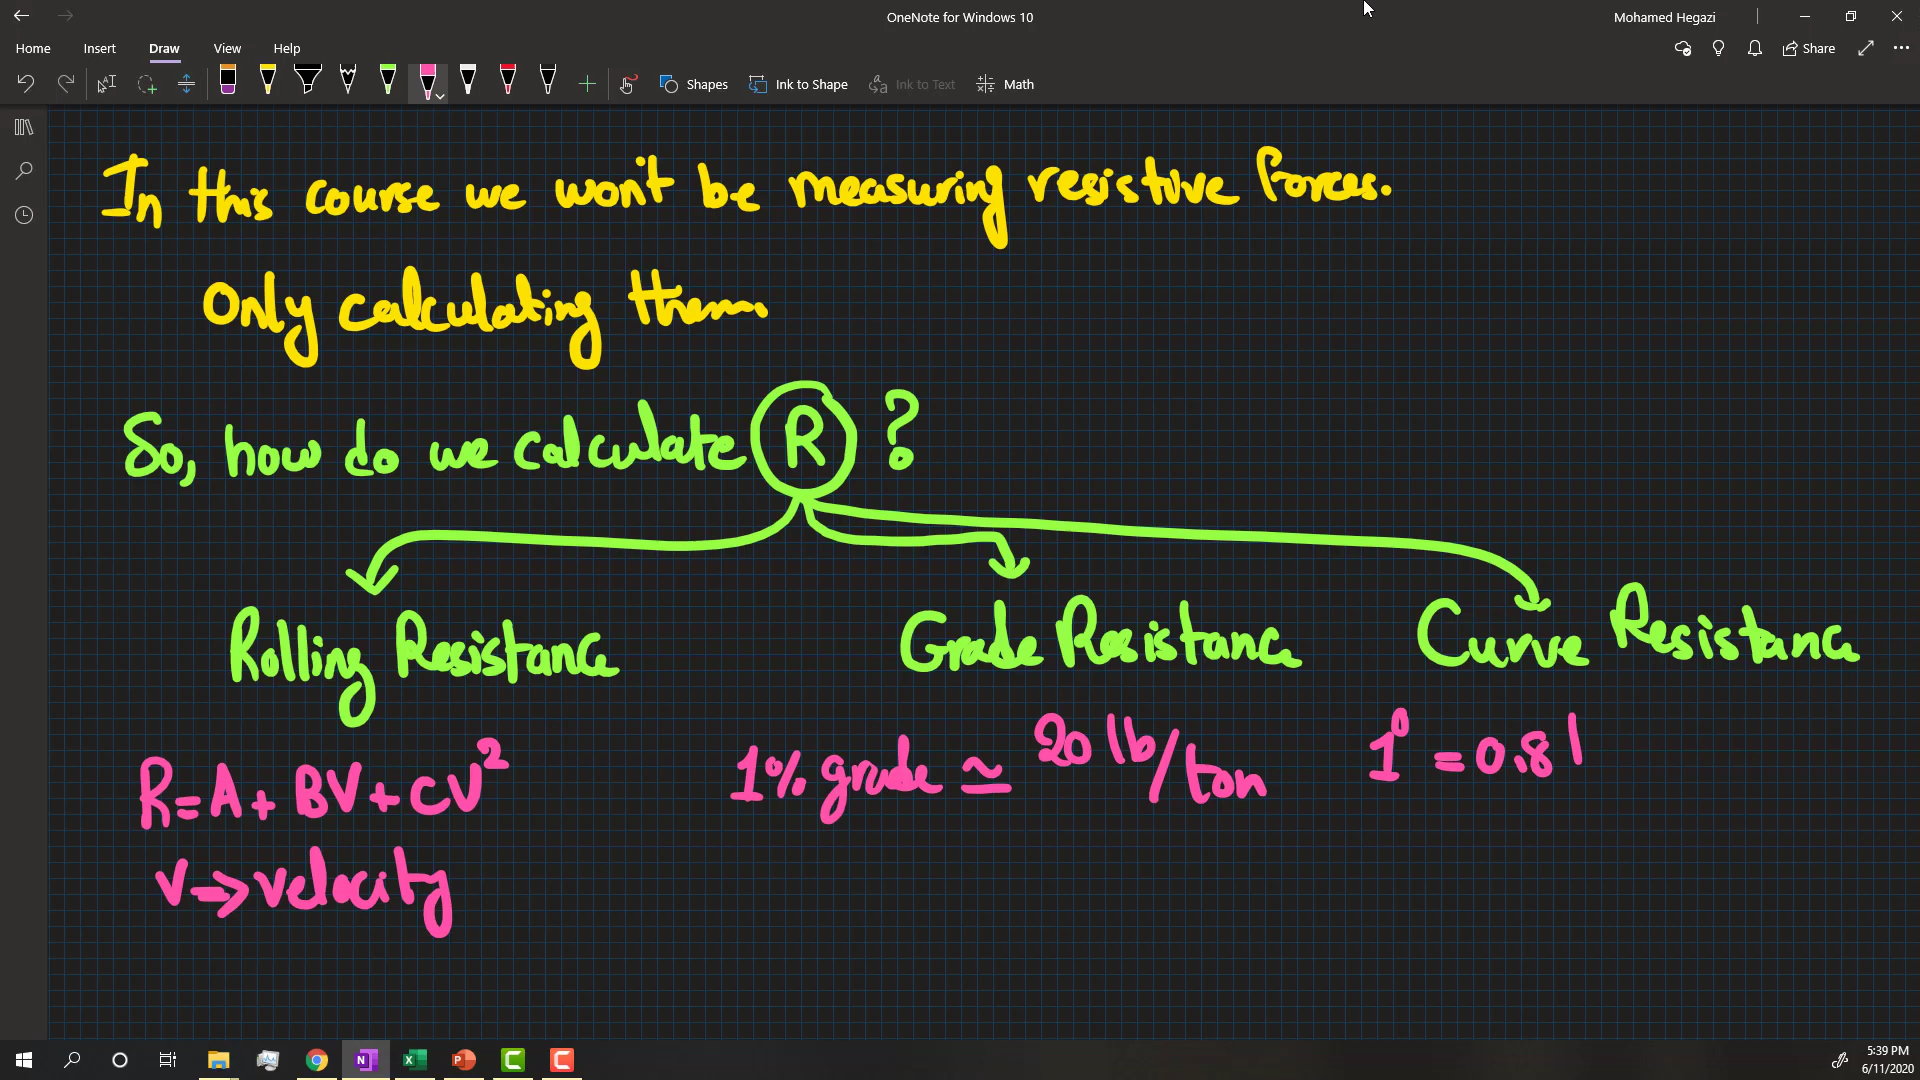 OneNote for Windows 10
Mohamed Hegazi
Home Insert Draw View Help
Share
Shapes Ink to Shape Ink to Text Math
In this course we won't be measuring resistive forces.
Only calculating them.
So, how do we calculate R ?
Rolling Resistance Grade Resistance Curve Resistance
R = A + BV + CV²
V → velocity
1% grade ≃ 20 lb/ton
1° = 0.8 l
5:39 PM
6/11/2020